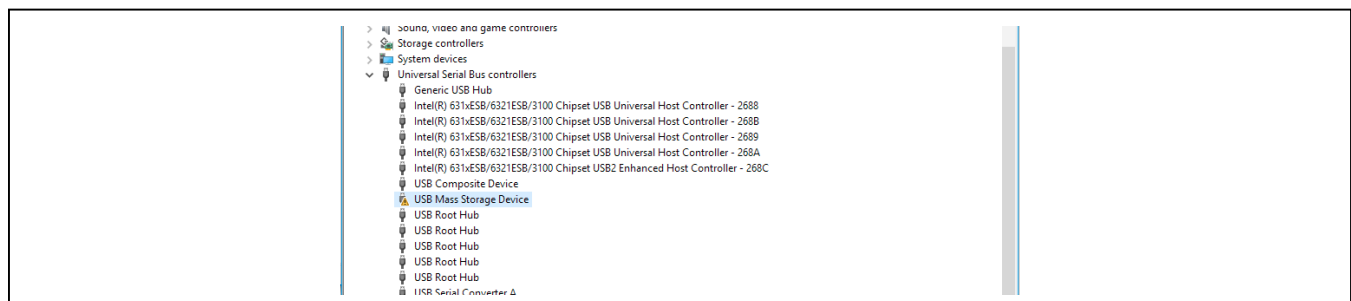 Sound, video and game controllers
Storage controllers
System devices
Universal Serial Bus controllers
Generic USB Hub
Intel(R) 631xESB/6321ESB/3100 Chipset USB Universal Host Controller - 2688
Intel(R) 631xESB/6321ESB/3100 Chipset USB Universal Host Controller - 268B
Intel(R) 631xESB/6321ESB/3100 Chipset USB Universal Host Controller - 2689
Intel(R) 631xESB/6321ESB/3100 Chipset USB Universal Host Controller - 268A
Intel(R) 631xESB/6321ESB/3100 Chipset USB2 Enhanced Host Controller - 268C
USB Composite Device
USB Mass Storage Device
USB Root Hub
USB Root Hub
USB Root Hub
USB Root Hub
USB Root Hub
USB Serial Converter A